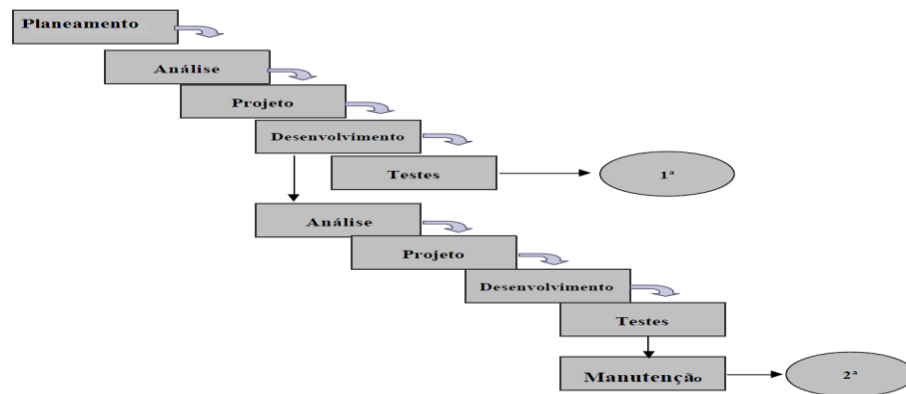 Planeamento
Análise
Projeto
Desenvolvimento
Testes
1ª
Análise
Projeto
Desenvolvimento
Testes
Manutenção
2ª